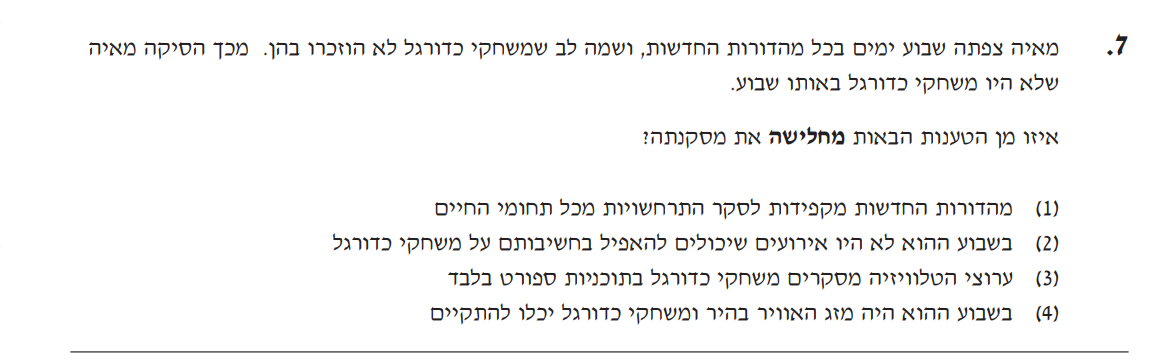 7. מאיה צפתה שבוע ימים בכל מהדורות החדשות, ושמה לב שמשחקי כדורגל לא הוזכרו בהן. מכך הסיקה מאיה
שלא היו משחקי כדורגל באותו שבוע.
איזו מן הטענות הבאות מחלישה את מסקנתה?
(1) מהדורות החדשות מקפידות לסקר התרחשויות מכל תחומי החיים
(2) בשבוע ההוא לא היו אירועים שיכולים להאפיל בחשיבותם על משחקי כדורגל
(3) ערוצי הטלוויזיה מסקרים משחקי כדורגל בתוכניות ספורט בלבד
(4) בשבוע ההוא היה מזג האוויר בהיר ומשחקי כדורגל יכלו להתקיים